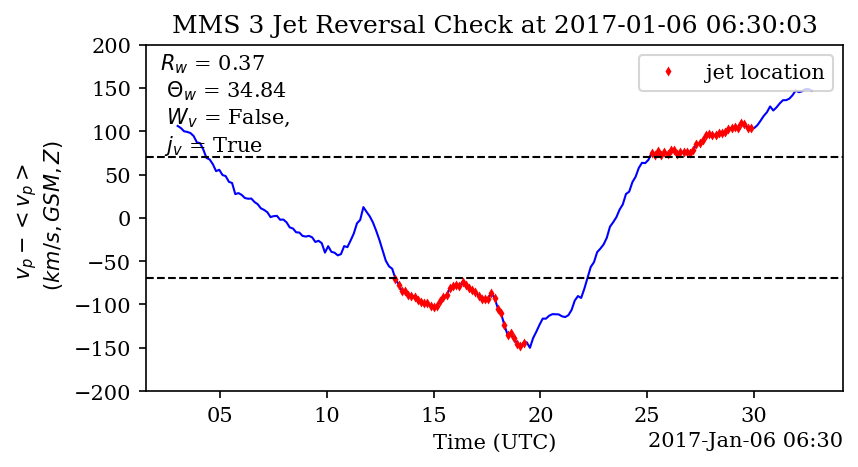 MMS 3 Jet Reversal Check at 2017-01-06 06:30:03
R_w = 0.37
Θ_w = 34.84
W_v = False,
j_v = True
jet location
200
150
100
50
0
−50
−100
−150
−200
v_p − < v_p >
(km/s, GSM, Z)
05 10 15 20 25 30
Time (UTC)
2017-Jan-06 06:30